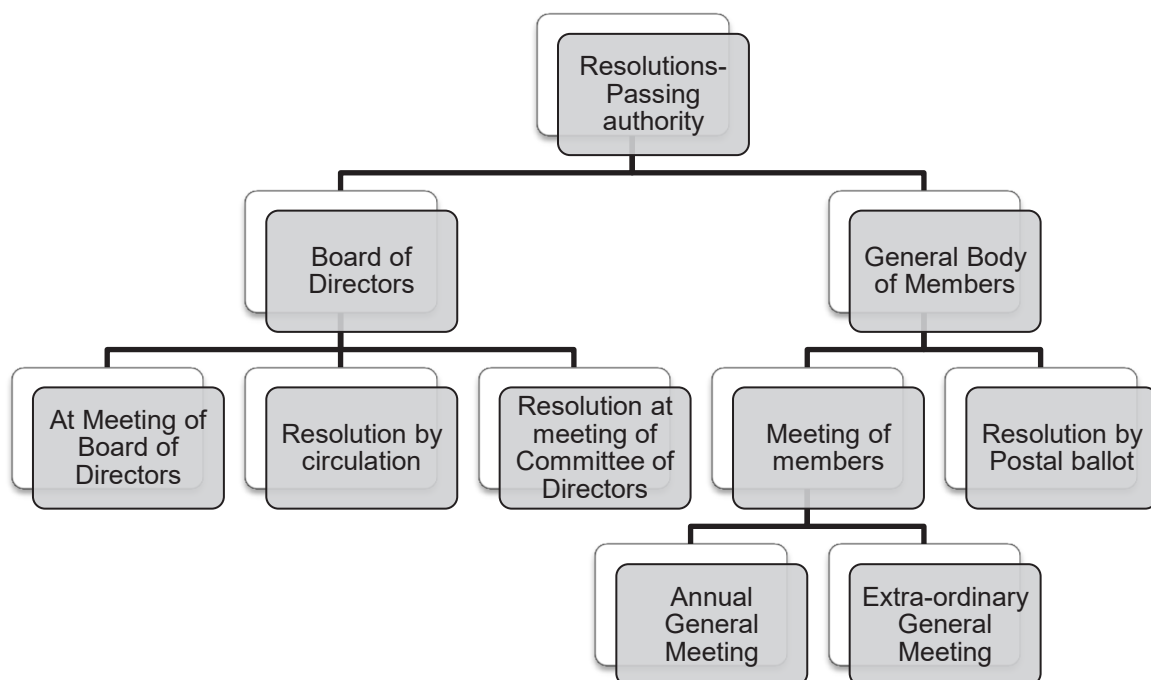 Resolutions-
Passing
authority
Board of
Directors
General Body
of Members
At Meeting of
Board of
Directors
Resolution by
circulation
Resolution at
meeting of
Committee of
Directors
Meeting of
members
Resolution by
Postal ballot
Annual
General
Meeting
Extra-ordinary
General
Meeting